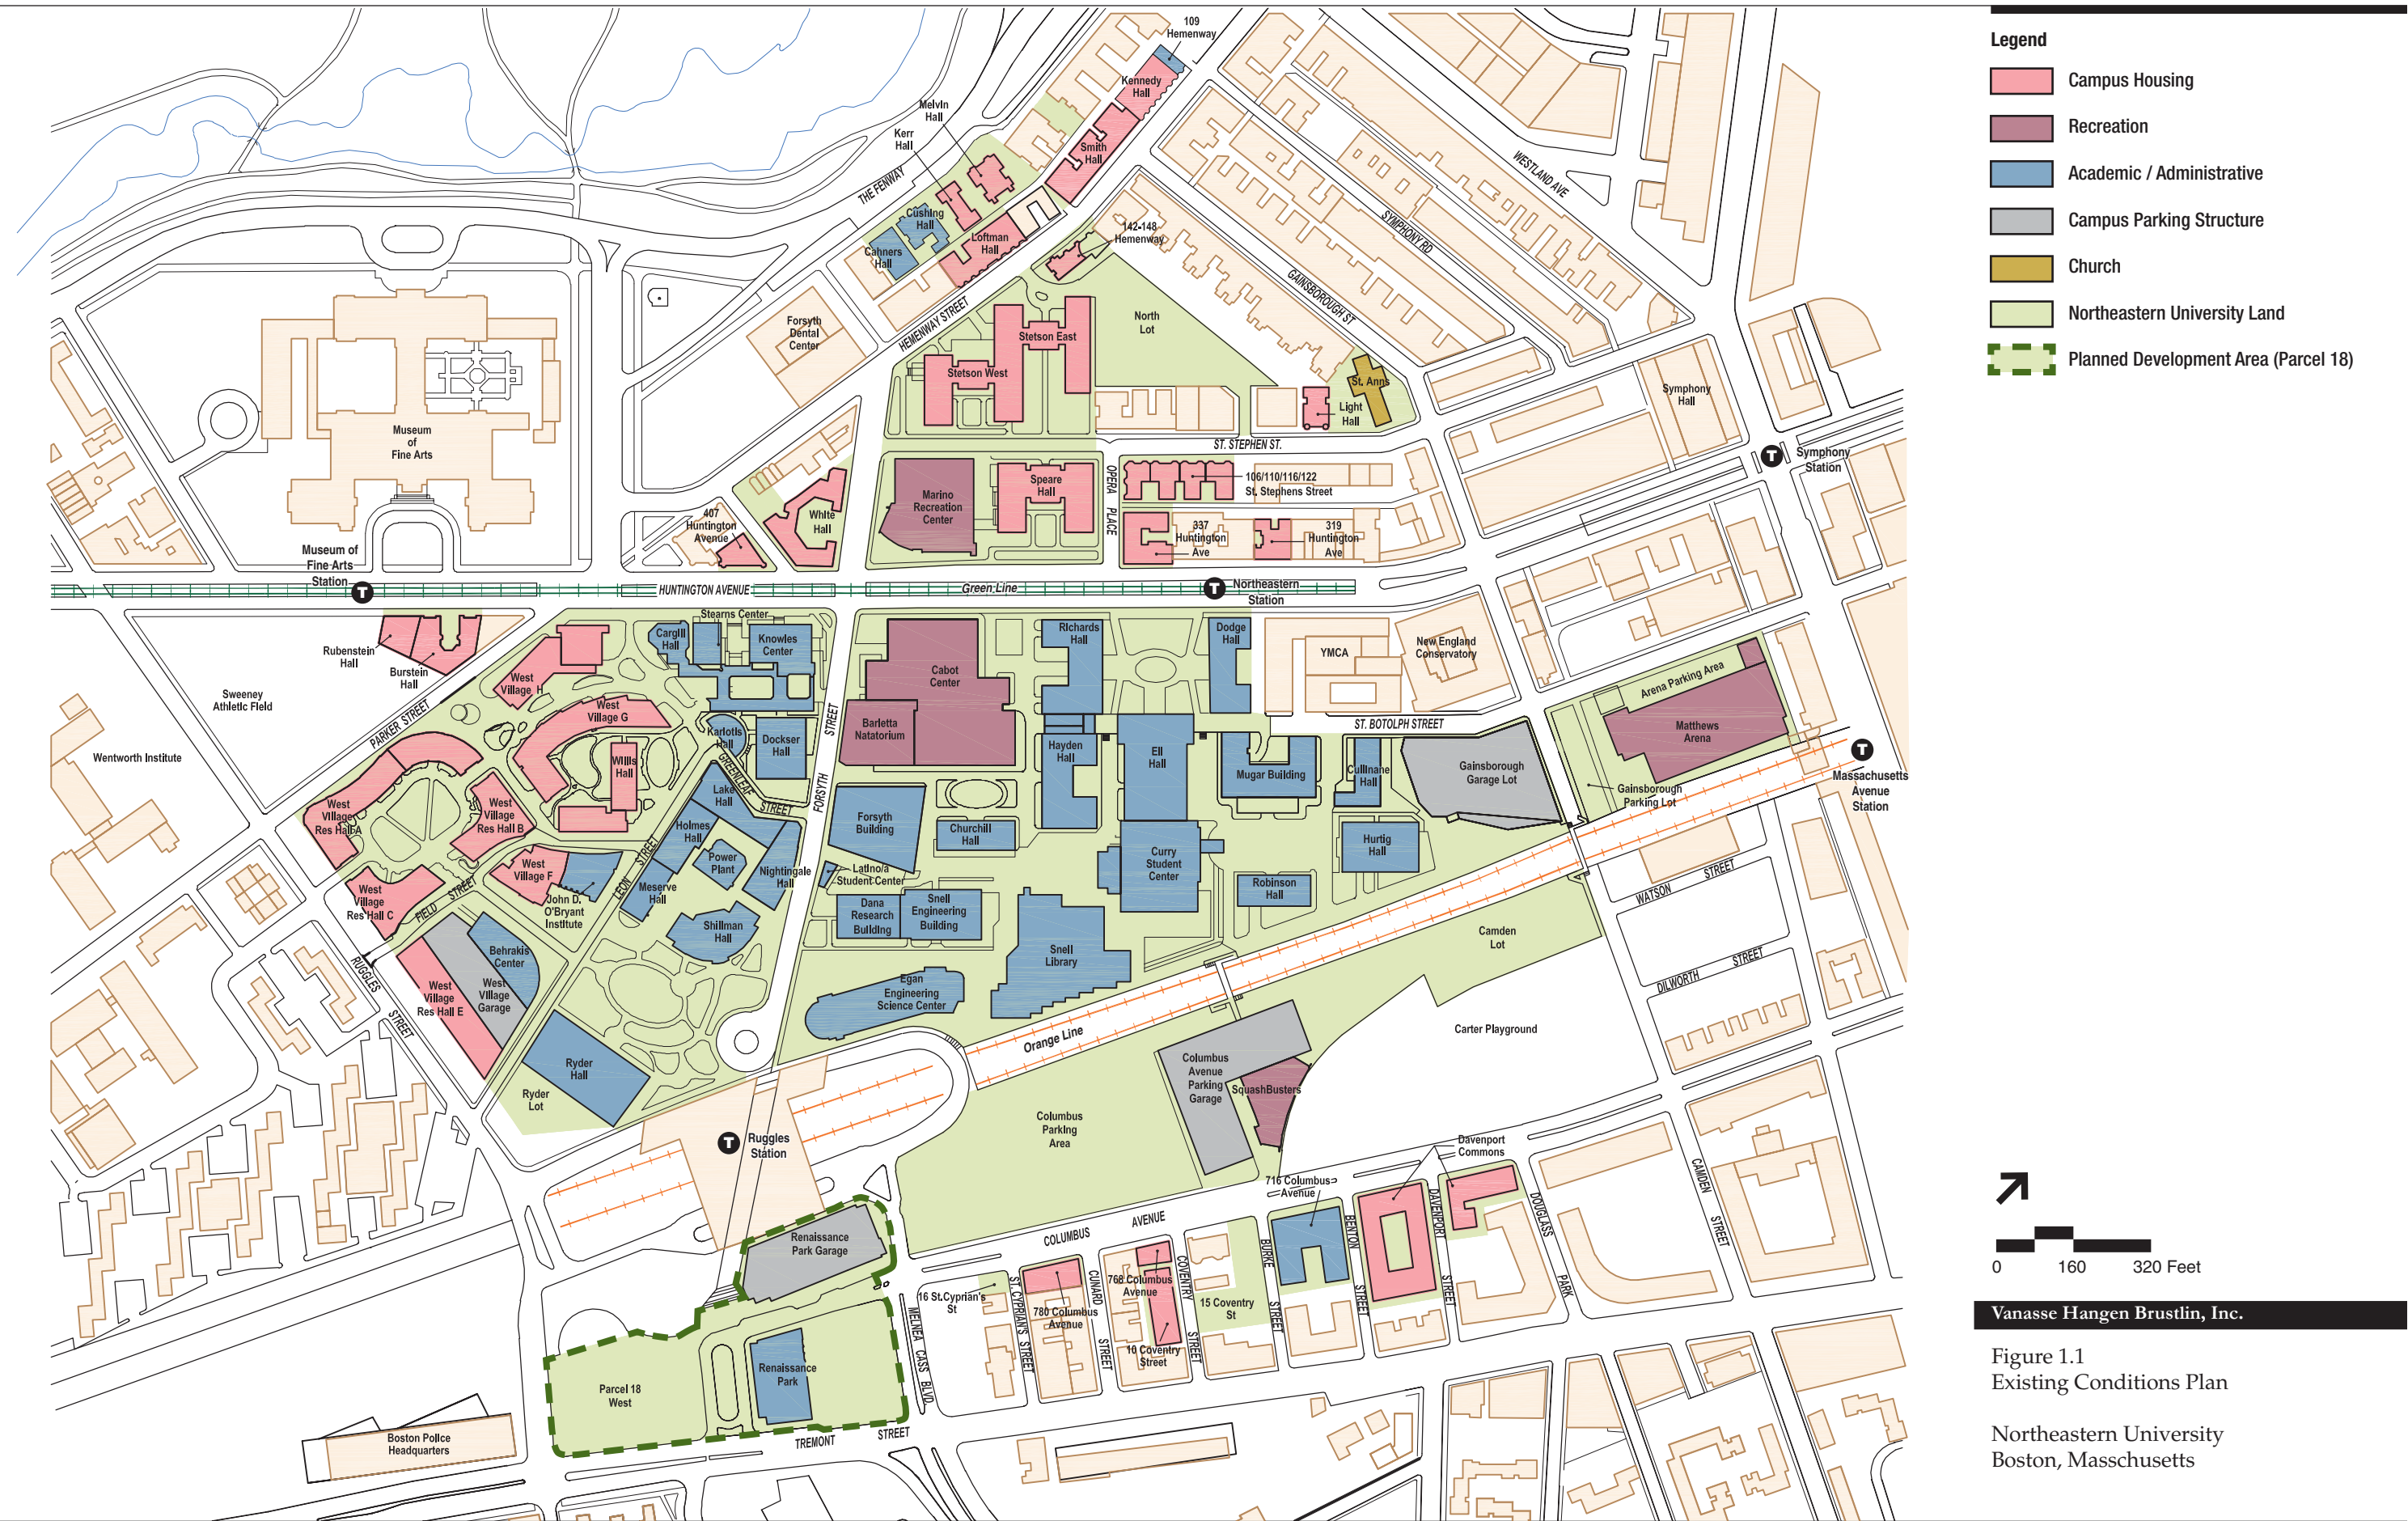 109
Hemenway
Kennedy
Hall
Melvin
Hall
Kerr
Hall
Smith
Hall
THE FENWAY
WESTLAND AVE
SYMPHONY RD
Cushing
Hall
Cahners
Hall
Loftman
Hall
142-148
Hemenway
GAINSBOROUGH ST
HEMENWAY STREET
North
Lot
Forsyth
Dental
Center
Stetson East
Stetson West
St. Anns
Light
Hall
Symphony
Hall
ST. STEPHEN ST.
Symphony
Station
T
Museum
of
Fine Arts
Marino
Recreation
Center
Speare
Hall
OPERA PLACE
106/110/116/122
St. Stephens Street
White
Hall
407
Huntington
Avenue
337
Huntington
Ave
319
Huntington
Ave
Museum of
Fine Arts
Station
T
HUNTINGTON AVENUE
Green Line
T
Northeastern
Station
Rubenstein
Hall
Burstein
Hall
Sweeney
Athletic Field
Wentworth Institute
PARKER STREET
Stearns Center
Cargill
Hall
Knowles
Center
West
Village H
West
Village G
Willis
Hall
Karlotis
Hall
Dockser
Hall
GREENLEAF STREET
FORSYTH STREET
Cabot
Center
Barletta
Natatorium
Richards
Hall
Dodge
Hall
Hayden
Hall
Ell
Hall
YMCA
New England
Conservatory
ST. BOTOLPH STREET
Mugar Building
Cullinane
Hall
Gainsborough
Garage Lot
Arena Parking Area
Matthews
Arena
Gainsborough
Parking Lot
T
Massachusetts
Avenue
Station
West
Village
Res Hall A
West
Village
Res Hall B
West
Village
Res Hall C
FIELD STREET
West
Village F
John D.
O'Bryant
Institute
LEON STREET
Lake
Hall
Holmes
Hall
Power
Plant
Meserve
Hall
Nightingale
Hall
Shillman
Hall
Forsyth
Building
Churchill
Hall
Latino/a
Student Center
Dana
Research
Building
Snell
Engineering
Building
Curry
Student
Center
Hurtig
Hall
Robinson
Hall
Snell
Library
Egan
Engineering
Science Center
WATSON STREET
DILWORTH STREET
Camden
Lot
Carter Playground
RUGGLES STREET
Behrakis
Center
West
Village
Garage
West
Village
Res Hall E
Ryder
Hall
Ryder
Lot
Orange Line
Columbus
Avenue
Parking
Garage
SquashBusters
Columbus
Parking
Area
T
Ruggles
Station
Davenport
Commons
716 Columbus
Avenue
CAMDEN STREET
DOUGLASS PARK
DAVENPORT STREET
BENTON STREET
BURKE STREET
COLUMBUS AVENUE
Renaissance
Park Garage
16 St.Cyprian's
St
ST. CYPRIAN'S STREET
780 Columbus
Avenue
CUNARD STREET
768 Columbus
Avenue
COVENTRY STREET
10 Coventry
Street
15 Coventry
St
MELNEA CASS BLVD.
Renaissance
Park
Parcel 18
West
TREMONT STREET
Boston Police
Headquarters
Legend
Campus Housing
Recreation
Academic / Administrative
Campus Parking Structure
Church
Northeastern University Land
Planned Development Area (Parcel 18)
0 160 320 Feet
Vanasse Hangen Brustlin, Inc.
Figure 1.1
Existing Conditions Plan
Northeastern University
Boston, Masschusetts